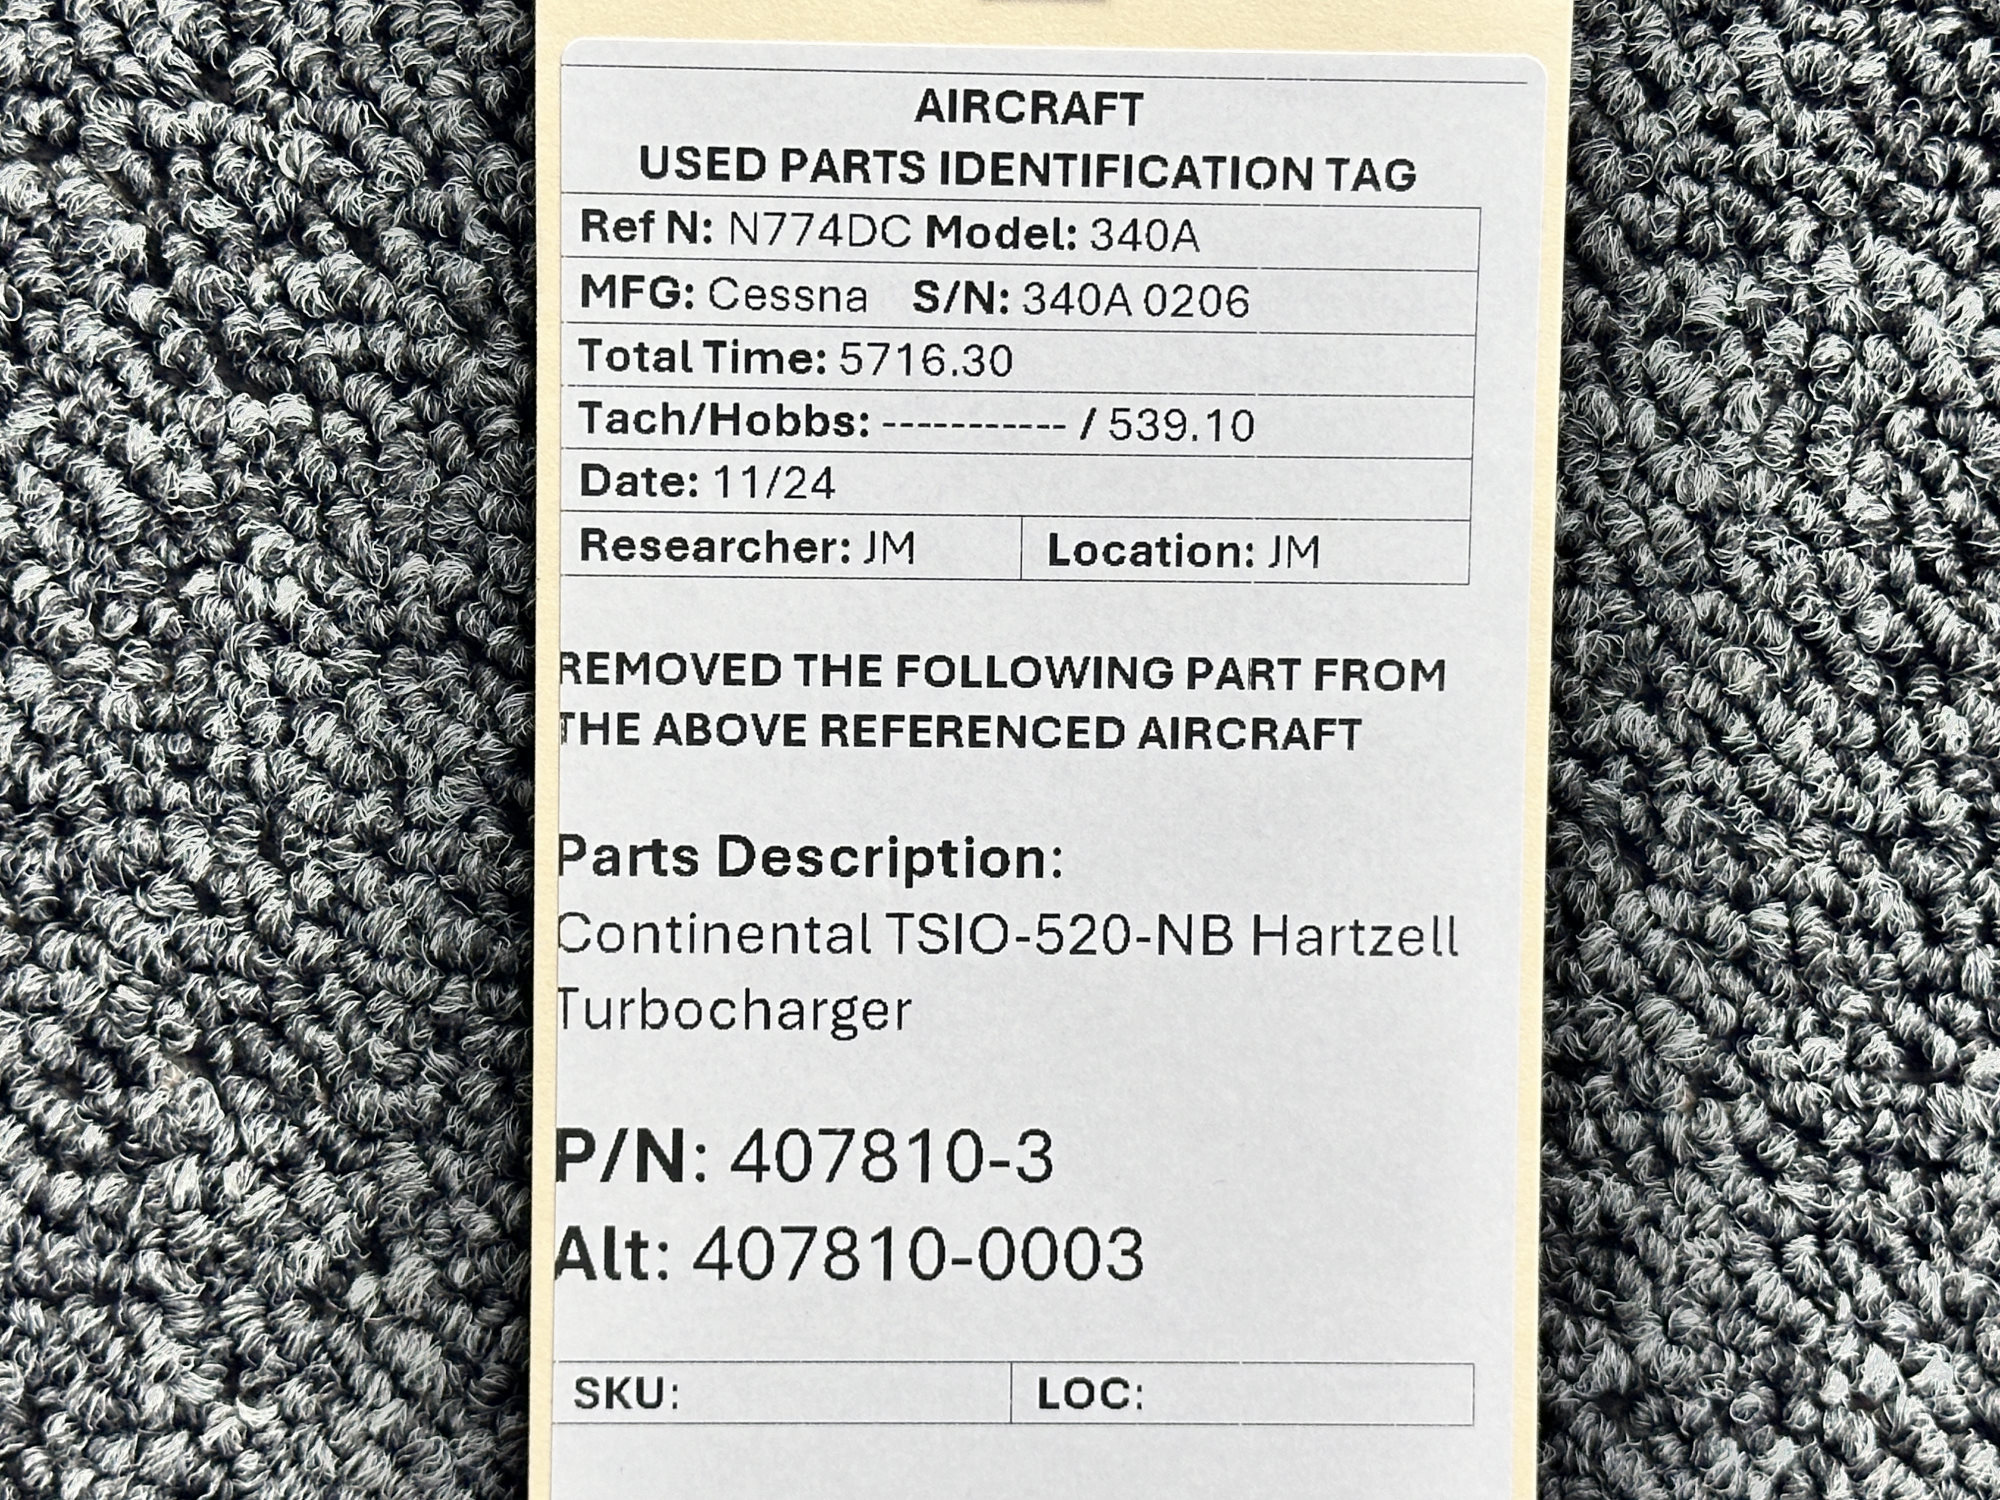 AIRCRAFT
USED PARTS IDENTIFICATION TAG
Ref N: N774DC Model: 340A
MFG: Cessna S/N: 340A 0206
Total Time: 5716.30
Tach/Hobbs: ----------- / 539.10
Date: 11/24
Researcher: JM Location: JM
REMOVED THE FOLLOWING PART FROM
THE ABOVE REFERENCED AIRCRAFT
Parts Description:
Continental TSIO-520-NB Hartzell
Turbocharger
P/N: 407810-3
Alt: 407810-0003
SKU: LOC: